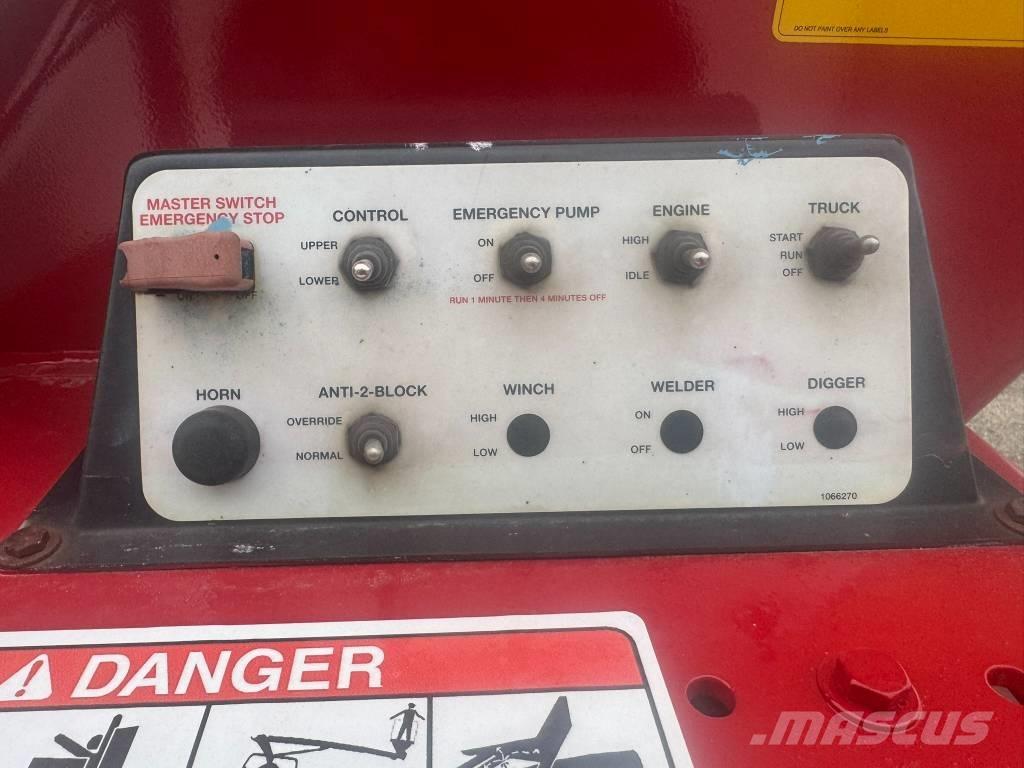 DO NOT PAINT OVER ANY LABELS
MASTER SWITCH
EMERGENCY STOP
ON OFF
CONTROL
UPPER
LOWER
EMERGENCY PUMP
ON
OFF
RUN 1 MINUTE THEN 4 MINUTES OFF
ENGINE
HIGH
IDLE
TRUCK
START
RUN
OFF
HORN
ANTI-2-BLOCK
OVERRIDE
NORMAL
WINCH
HIGH
LOW
WELDER
ON
OFF
DIGGER
HIGH
LOW
1066270
DANGER
MASCUS